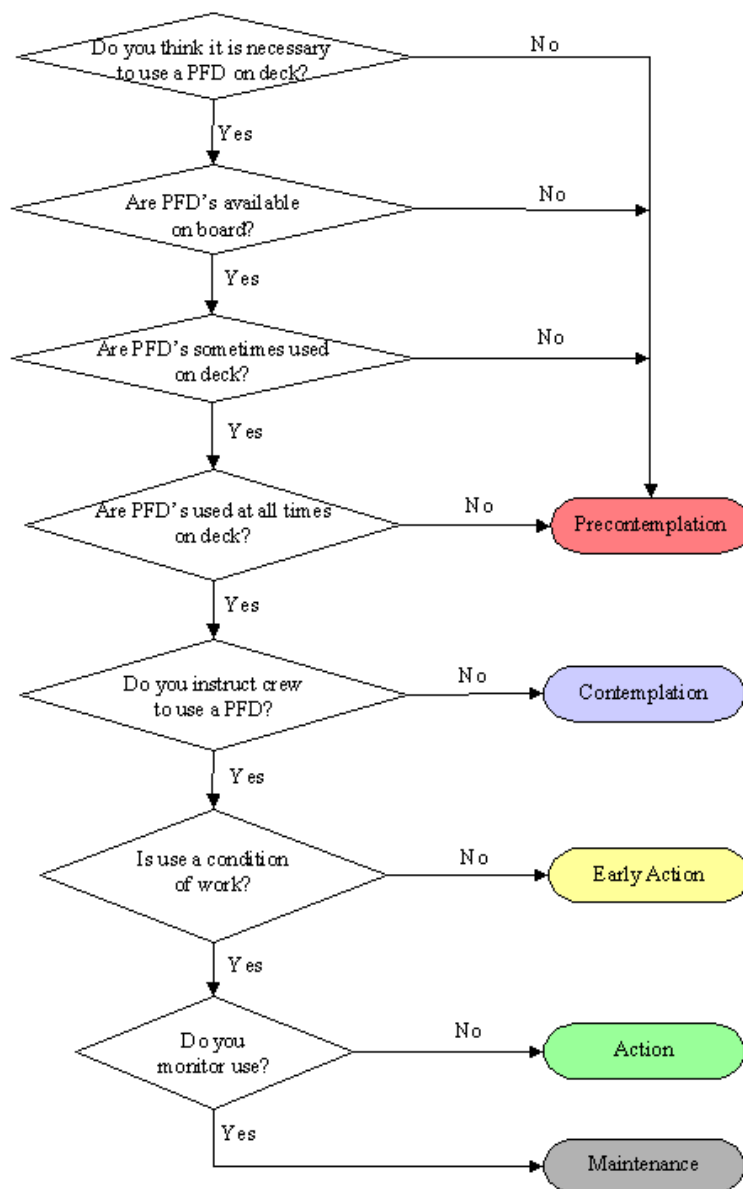 Do you think it is necessary
to use a PFD on deck?
No
Yes
Are PFD's available
on board?
No
Yes
Are PFD's sometimes used
on deck?
No
Yes
Are PFD's used at all times
on deck?
No
Precontemplation
Yes
Do you instruct crew
to use a PFD?
No
Contemplation
Yes
Is use a condition
of work?
No
Early Action
Yes
Do you
monitor use?
No
Action
Yes
Maintenance